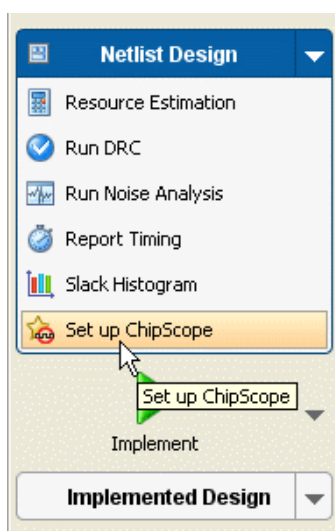 Netlist Design
Resource Estimation
Run DRC
Run Noise Analysis
Report Timing
Slack Histogram
Set up ChipScope
Set up ChipScope
Implement
Implemented Design